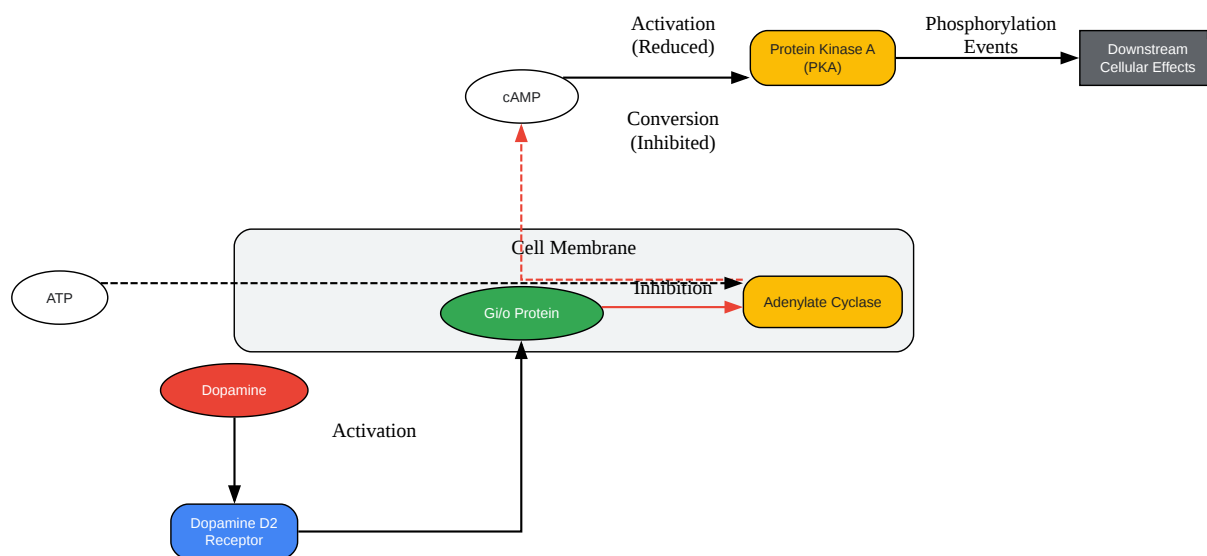 Activation
(Reduced)
Protein Kinase A
(PKA)
Phosphorylation
Events
Downstream
Cellular Effects
cAMP
Conversion
(Inhibited)
Cell Membrane
ATP
Inhibition
Adenylate Cyclase
Gi/o Protein
Dopamine
Activation
Dopamine D2
Receptor